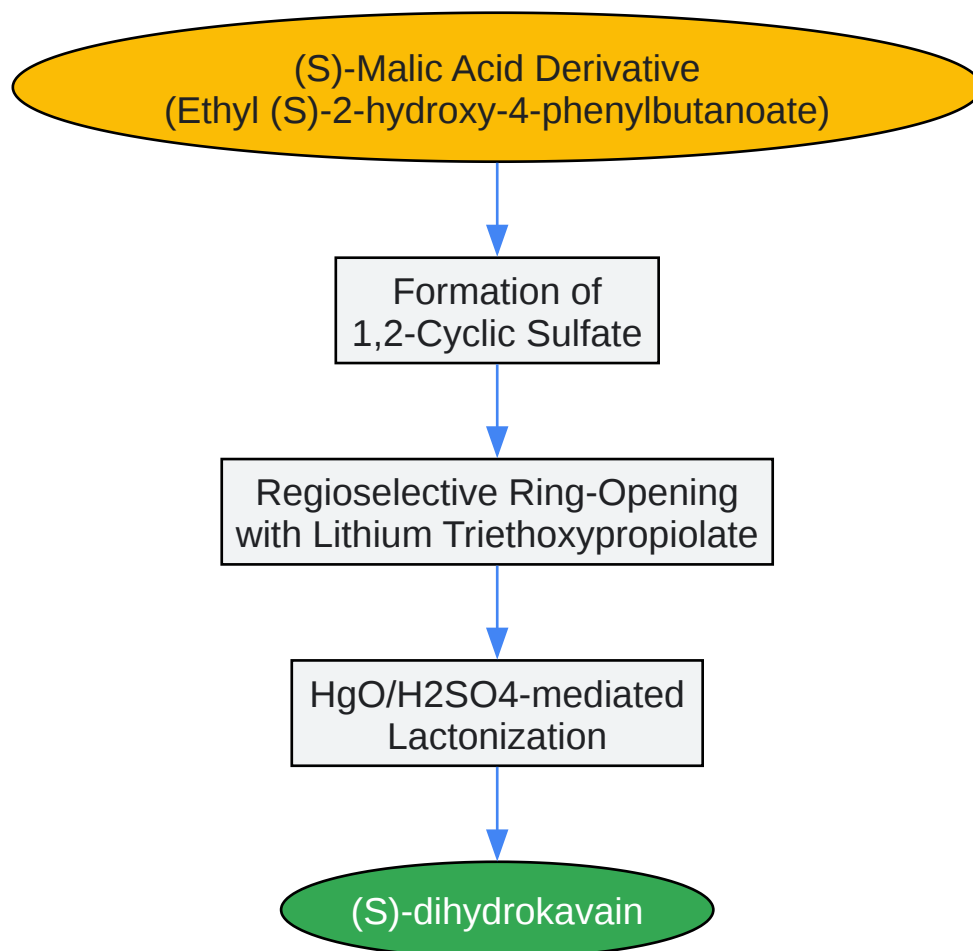 (S)-Malic Acid Derivative
(Ethyl (S)-2-hydroxy-4-phenylbutanoate)
Formation of
1,2-Cyclic Sulfate
Regioselective Ring-Opening
with Lithium Triethoxypropiolate
HgO/H2SO4-mediated
Lactonization
(S)-dihydrokavain